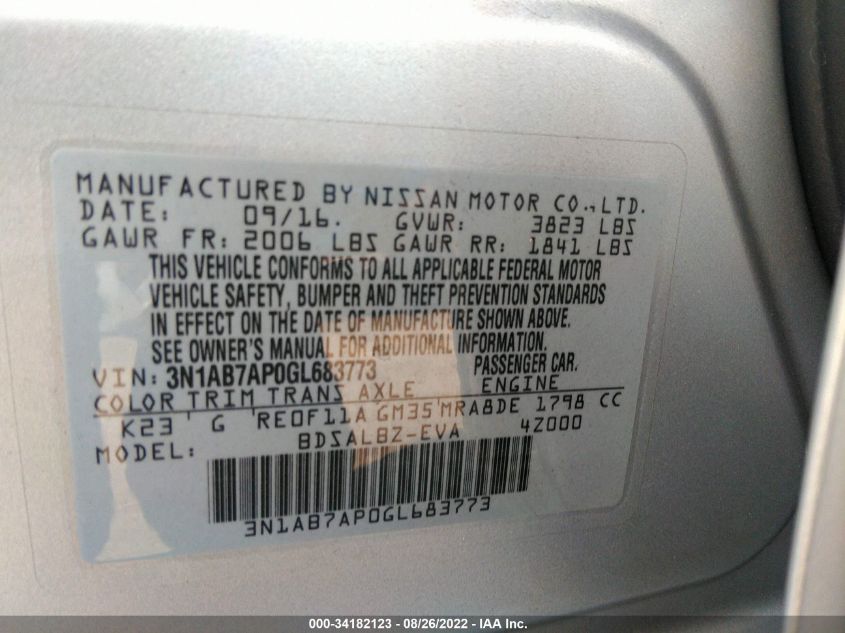 MANUFACTURED BY NISSAN MOTOR CO.,LTD.
DATE: 09/16. GVWR: 3823 LBS
GAWR FR: 2006 LBS GAWR RR: 1841 LBS
THIS VEHICLE CONFORMS TO ALL APPLICABLE FEDERAL MOTOR
VEHICLE SAFETY, BUMPER AND THEFT PREVENTION STANDARDS
IN EFFECT ON THE DATE OF MANUFACTURE SHOWN ABOVE.
SEE OWNER'S MANUAL FOR ADDITIONAL INFORMATION.
VIN: 3N1AB7AP0GL683773 PASSENGER CAR.
COLOR TRIM TRANS AXLE ENGINE
K23 G RE0F11A GM35 MRA8DE 1798 CC
MODEL: BDSALBZ-EVA 4Z000
3N1AB7AP0GL683773
000-34182123 - 08/26/2022 - IAA Inc.